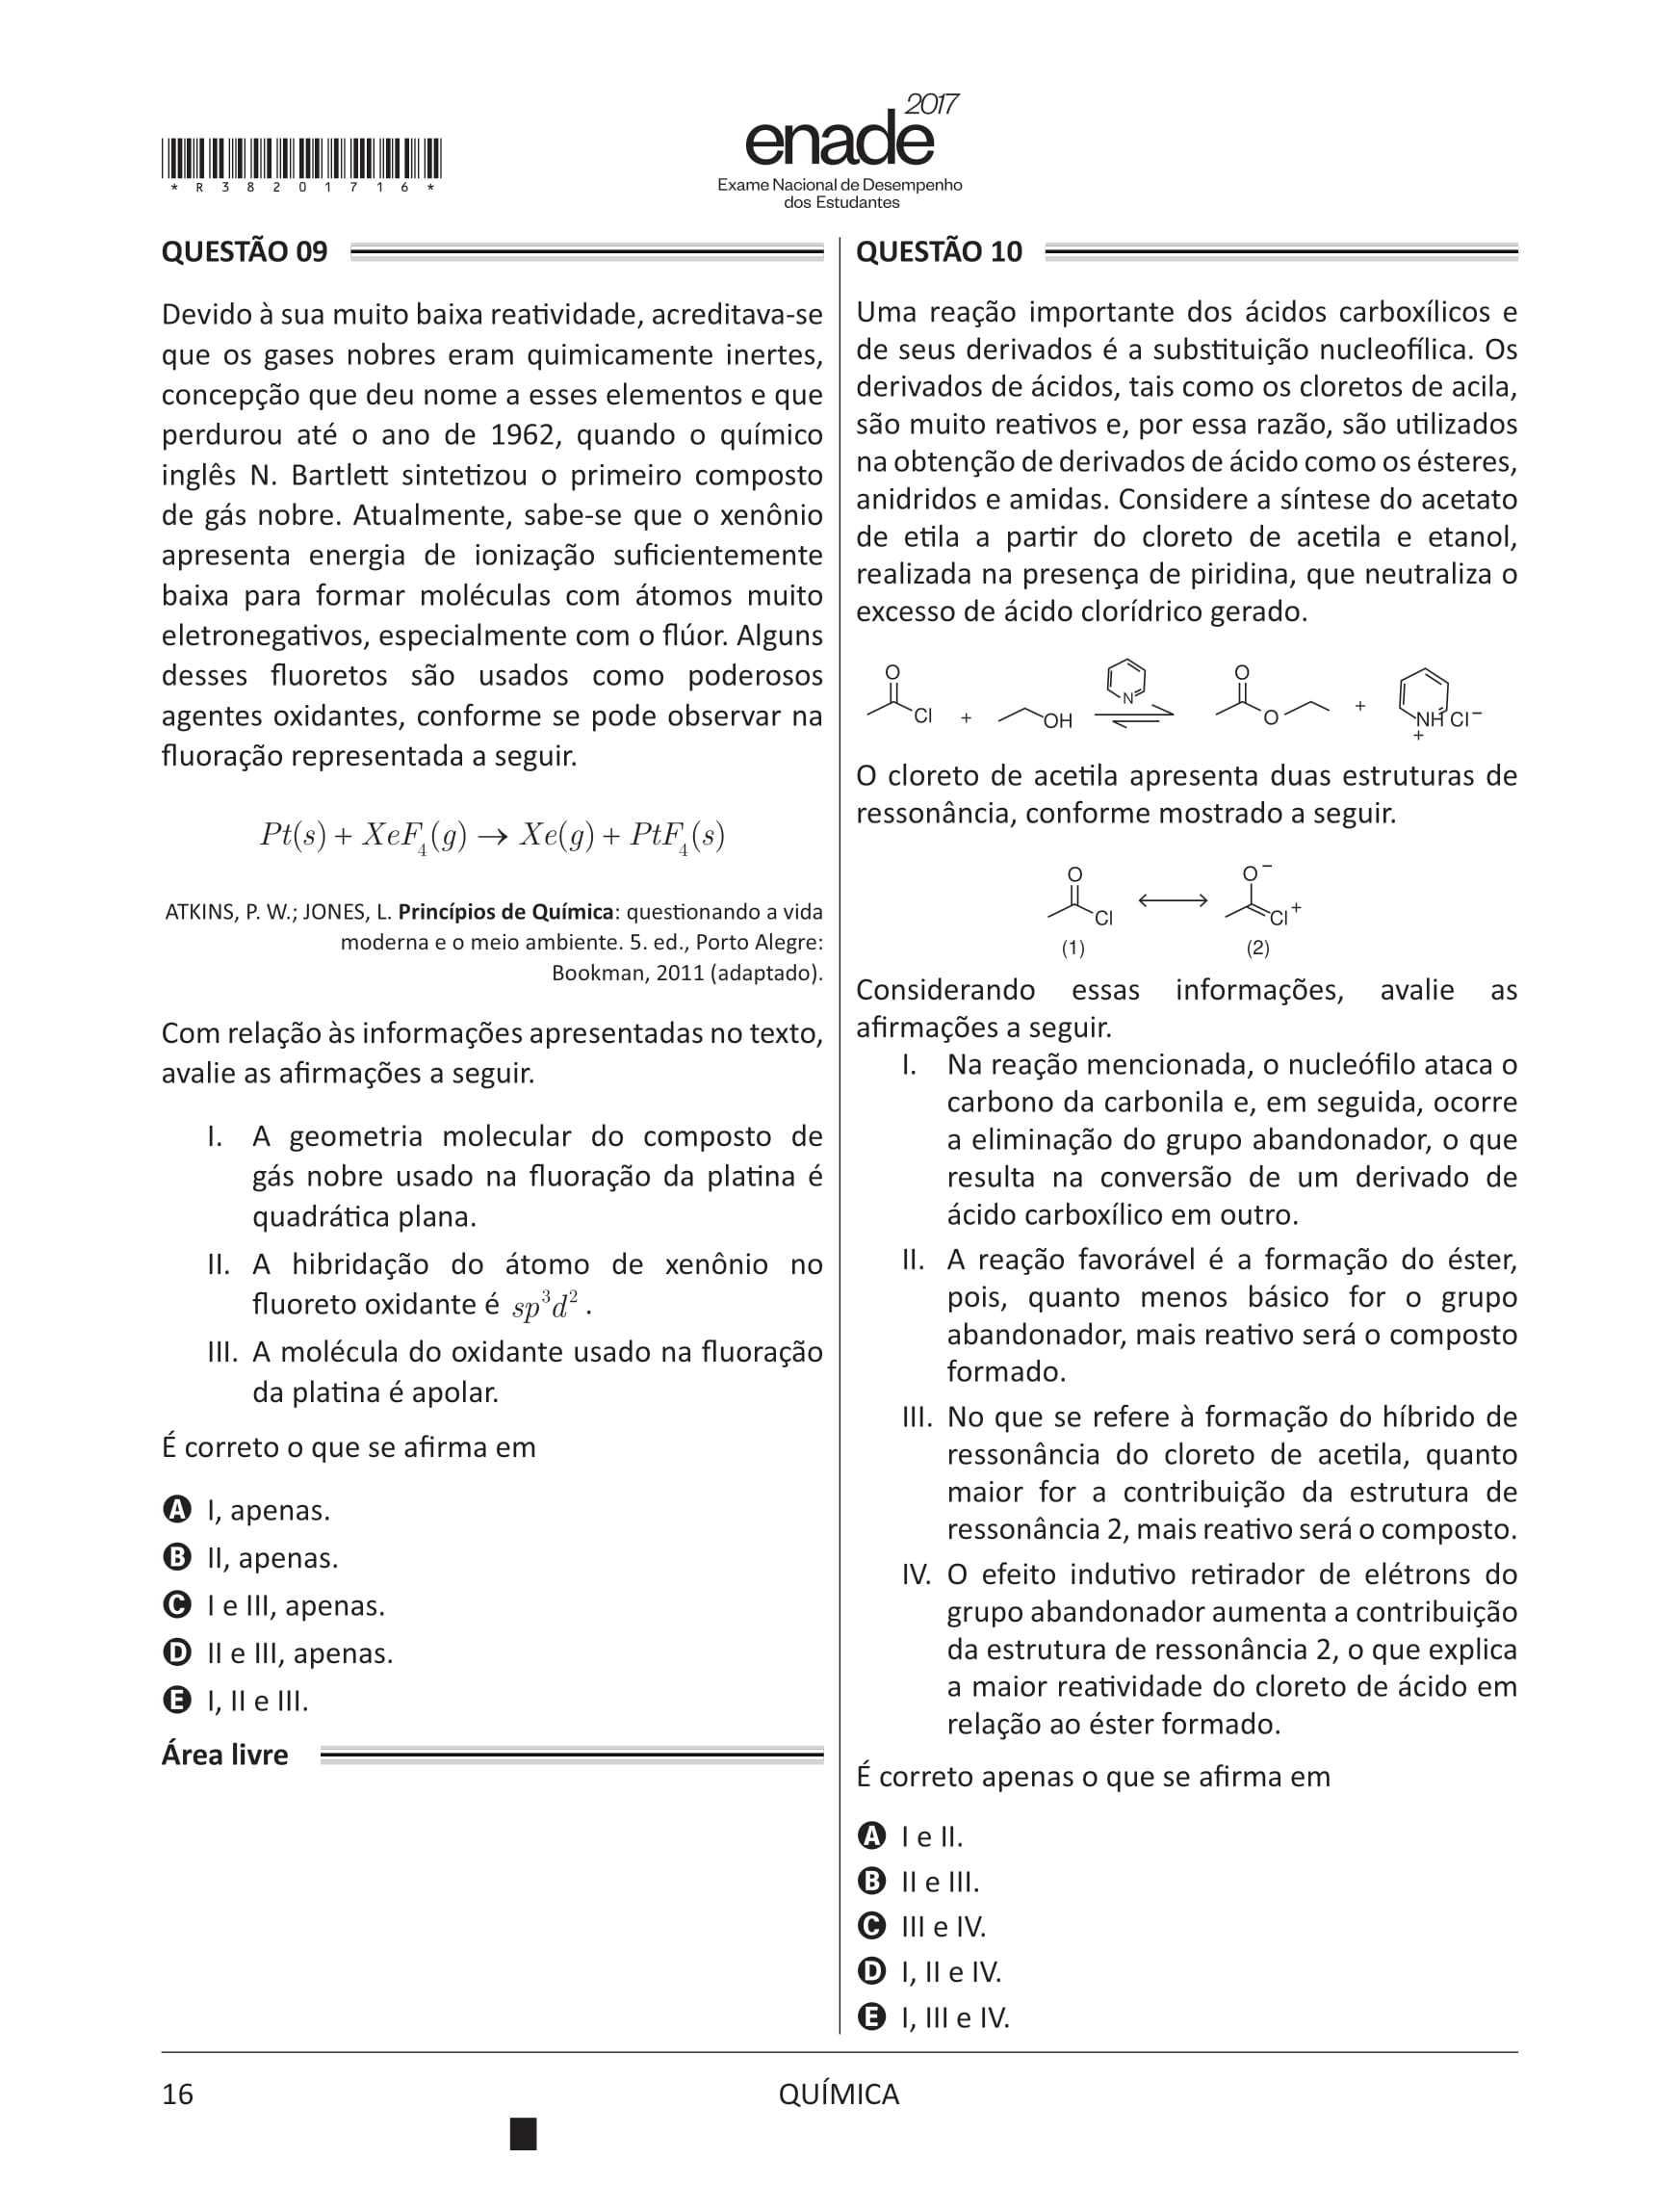 * R 3 8 2 0 1 7 1 6 *
2017
enade
Exame Nacional de Desempenho
dos Estudantes
QUESTÃO 09
Devido à sua muito baixa reatividade, acreditava-se
que os gases nobres eram quimicamente inertes,
concepção que deu nome a esses elementos e que
perdurou até o ano de 1962, quando o químico
inglês N. Bartlett sintetizou o primeiro composto
de gás nobre. Atualmente, sabe-se que o xenônio
apresenta energia de ionização suficientemente
baixa para formar moléculas com átomos muito
eletronegativos, especialmente com o flúor. Alguns
desses fluoretos são usados como poderosos
agentes oxidantes, conforme se pode observar na
fluoração representada a seguir.
Pt(s) + XeF₄(g) → Xe(g) + PtF₄(s)
ATKINS, P. W.; JONES, L. Princípios de Química: questionando a vida
moderna e o meio ambiente. 5. ed., Porto Alegre:
Bookman, 2011 (adaptado).
Com relação às informações apresentadas no texto,
avalie as afirmações a seguir.
I. A geometria molecular do composto de
gás nobre usado na fluoração da platina é
quadrática plana.
II. A hibridação do átomo de xenônio no
fluoreto oxidante é sp³d² .
III. A molécula do oxidante usado na fluoração
da platina é apolar.
É correto o que se afirma em
A I, apenas.
B II, apenas.
C I e III, apenas.
D II e III, apenas.
E I, II e III.
Área livre
QUESTÃO 10
Uma reação importante dos ácidos carboxílicos e
de seus derivados é a substituição nucleofílica. Os
derivados de ácidos, tais como os cloretos de acila,
são muito reativos e, por essa razão, são utilizados
na obtenção de derivados de ácido como os ésteres,
anidridos e amidas. Considere a síntese do acetato
de etila a partir do cloreto de acetila e etanol,
realizada na presença de piridina, que neutraliza o
excesso de ácido clorídrico gerado.
O Cl + OH N O O + NH + Cl⁻
O cloreto de acetila apresenta duas estruturas de
ressonância, conforme mostrado a seguir.
O Cl ↔ O⁻ Cl⁺
(1) (2)
Considerando essas informações, avalie as
afirmações a seguir.
I. Na reação mencionada, o nucleófilo ataca o
carbono da carbonila e, em seguida, ocorre
a eliminação do grupo abandonador, o que
resulta na conversão de um derivado de
ácido carboxílico em outro.
II. A reação favorável é a formação do éster,
pois, quanto menos básico for o grupo
abandonador, mais reativo será o composto
formado.
III. No que se refere à formação do híbrido de
ressonância do cloreto de acetila, quanto
maior for a contribuição da estrutura de
ressonância 2, mais reativo será o composto.
IV. O efeito indutivo retirador de elétrons do
grupo abandonador aumenta a contribuição
da estrutura de ressonância 2, o que explica
a maior reatividade do cloreto de ácido em
relação ao éster formado.
É correto apenas o que se afirma em
A I e II.
B II e III.
C III e IV.
D I, II e IV.
E I, III e IV.
16
QUÍMICA